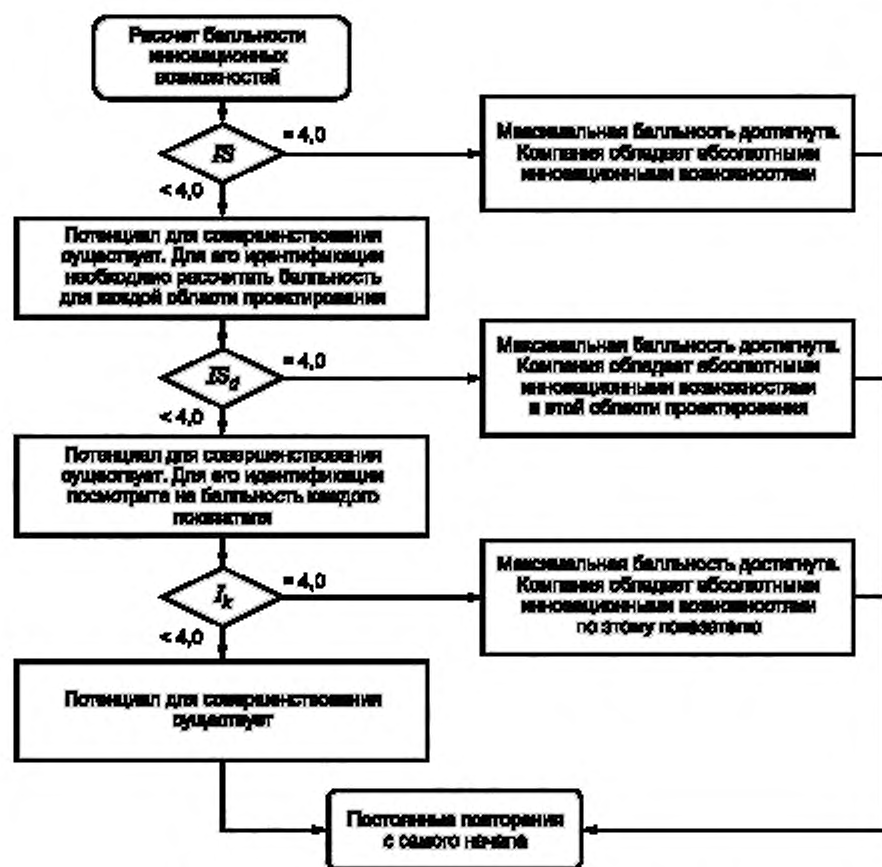 Рассчет балльности
инновационных
возможностей
IS
= 4,0
< 4,0
Максимальная балльность достигнута.
Компания обладает абсолютными
инновационными возможностями
Потенциал для совершенствования
существует. Для его идентификации
необходимо рассчитать балльность
для каждой области проектирования
IS_d
= 4,0
< 4,0
Максимальная балльность достигнута.
Компания обладает абсолютными
инновационными возможностями
в этой области проектирования
Потенциал для совершенствования
существует. Для его идентификации
посмотрите на балльность каждого
показателя
I_k
= 4,0
< 4,0
Максимальная балльность достигнута.
Компания обладает абсолютными
инновационными возможностями
по этому показателю
Потенциал для совершенствования
существует
Постоянные повторения
с самого начала